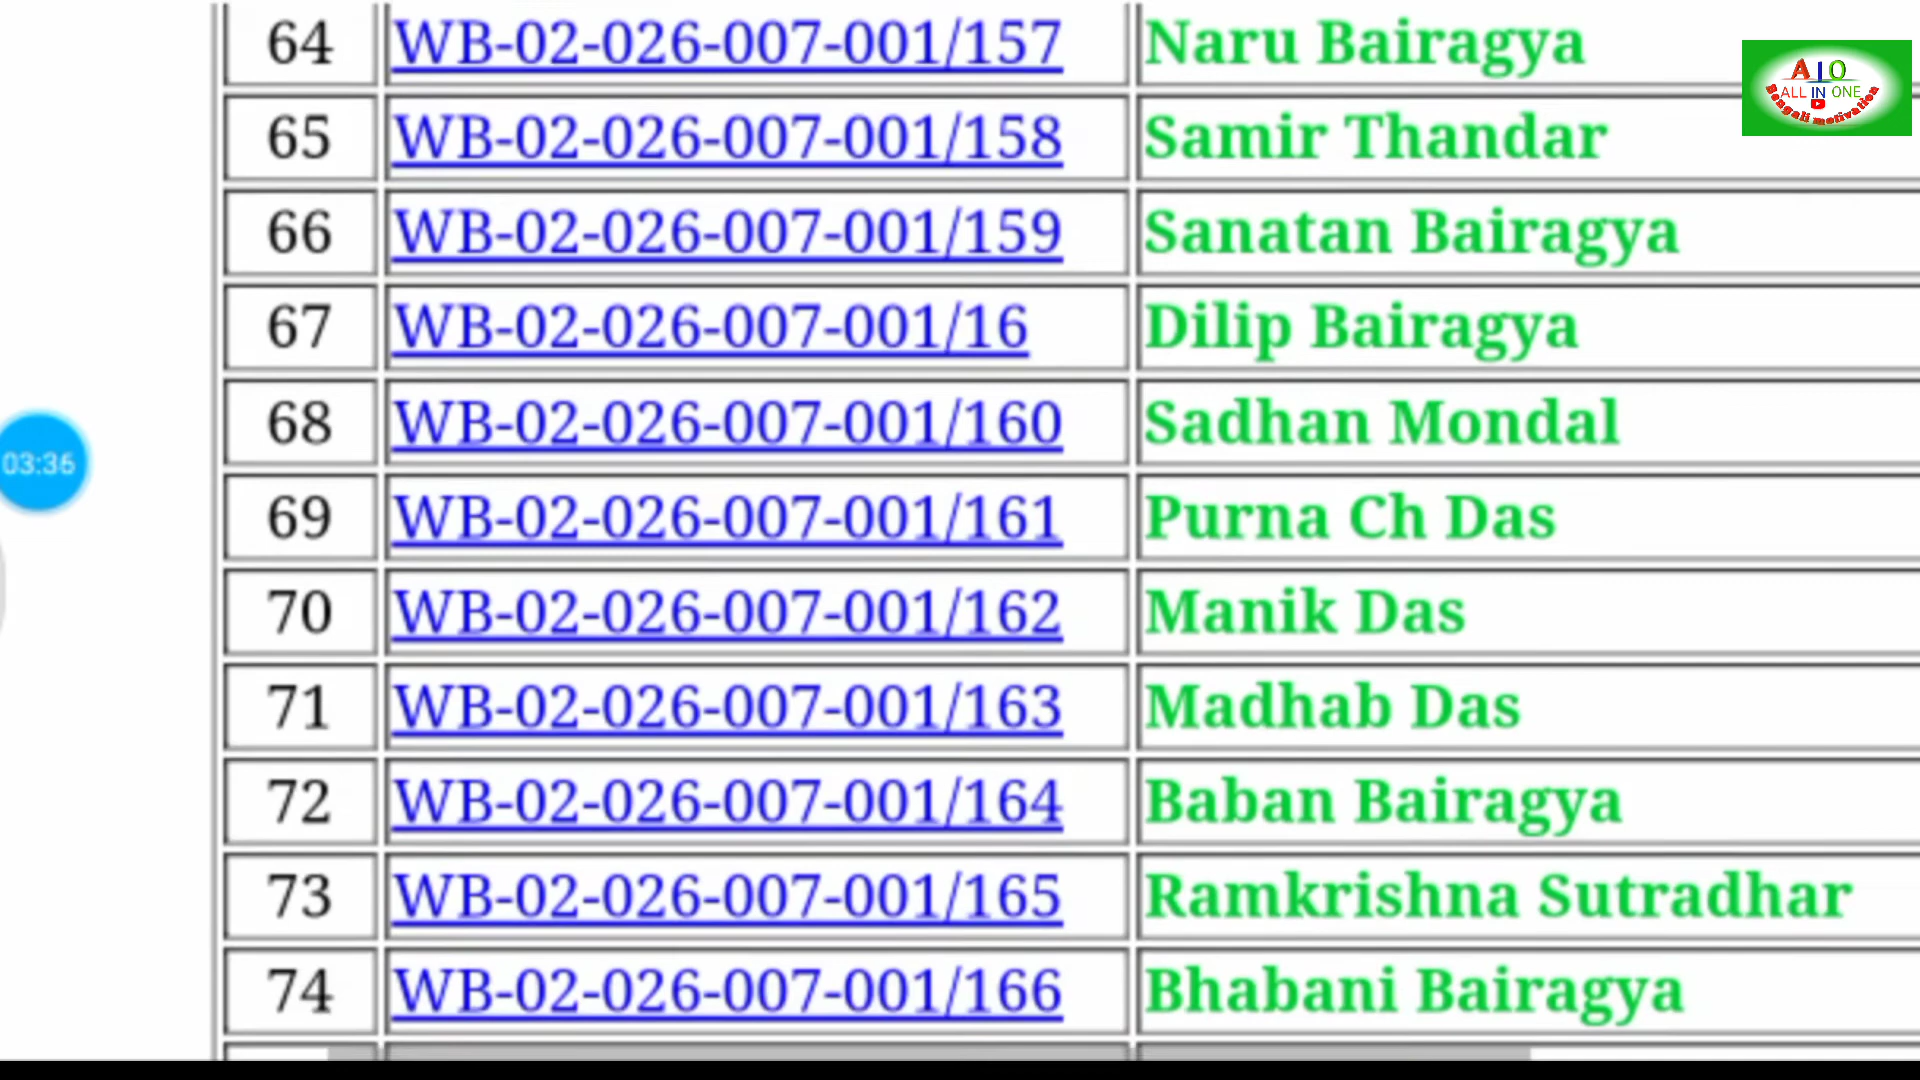 64 WB-02-026-007-001/157 Naru Bairagya
A I O
ALL IN ONE
Bengali motivation
65 WB-02-026-007-001/158 Samir Thandar
66 WB-02-026-007-001/159 Sanatan Bairagya
67 WB-02-026-007-001/16 Dilip Bairagya
68 WB-02-026-007-001/160 Sadhan Mondal
03:36
69 WB-02-026-007-001/161 Purna Ch Das
70 WB-02-026-007-001/162 Manik Das
71 WB-02-026-007-001/163 Madhab Das
72 WB-02-026-007-001/164 Baban Bairagya
73 WB-02-026-007-001/165 Ramkrishna Sutradhar
74 WB-02-026-007-001/166 Bhabani Bairagya